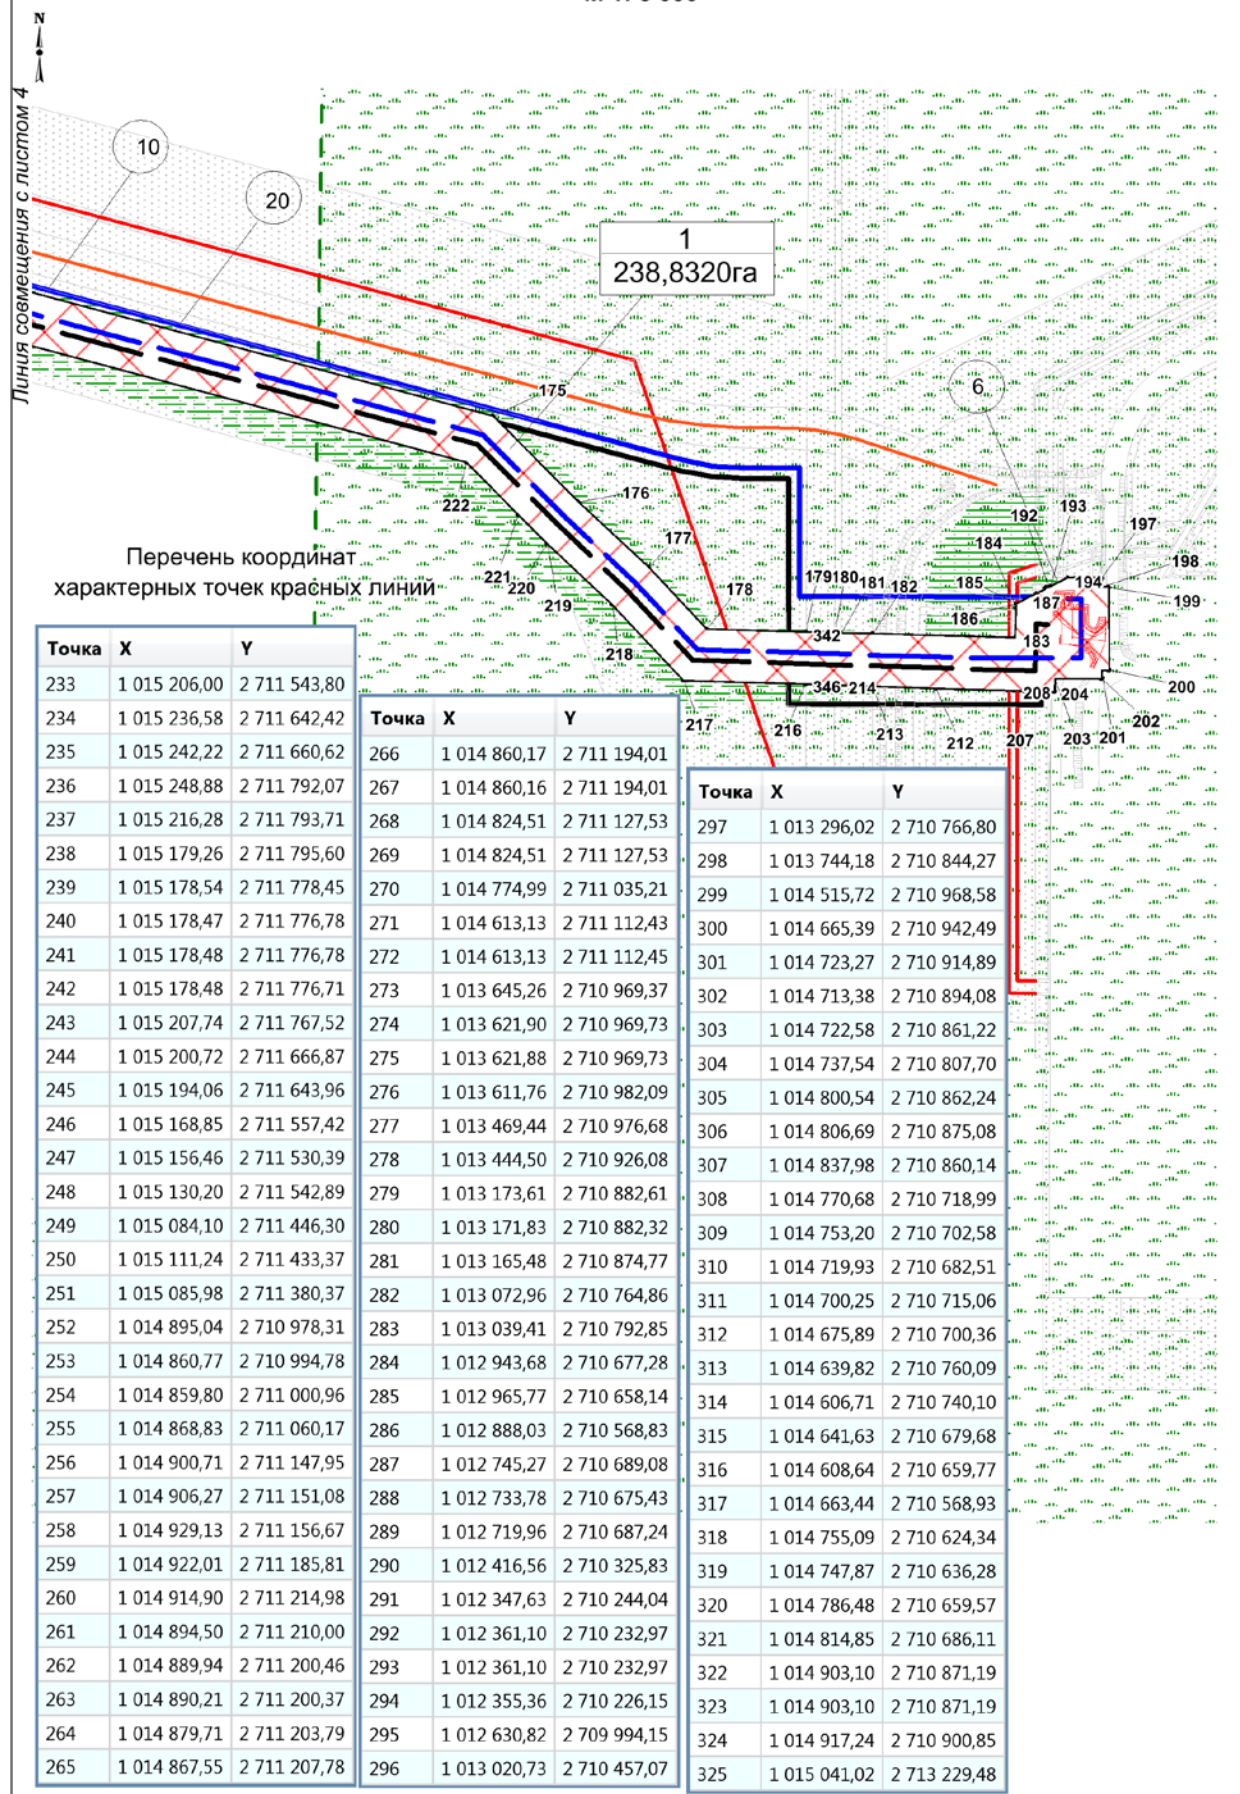 N
Линия совмещения с листом 4
10
20
1
238,8320га
6
175
176
177
178
179 180 181 182
183
184
185
186
187
192
193
194
197
198
199
200
201
202
203
204
207
208
212
213
214
216
217
218
219
220
221
222
342
346
Перечень координат
характерных точек красных линий
Точка X Y
233 1 015 206,00 2 711 543,80
234 1 015 236,58 2 711 642,42
235 1 015 242,22 2 711 660,62
236 1 015 248,88 2 711 792,07
237 1 015 216,28 2 711 793,71
238 1 015 179,26 2 711 795,60
239 1 015 178,54 2 711 778,45
240 1 015 178,47 2 711 776,78
241 1 015 178,48 2 711 776,78
242 1 015 178,48 2 711 776,71
243 1 015 207,74 2 711 767,52
244 1 015 200,72 2 711 666,87
245 1 015 194,06 2 711 643,96
246 1 015 168,85 2 711 557,42
247 1 015 156,46 2 711 530,39
248 1 015 130,20 2 711 542,89
249 1 015 084,10 2 711 446,30
250 1 015 111,24 2 711 433,37
251 1 015 085,98 2 711 380,37
252 1 014 895,04 2 710 978,31
253 1 014 860,77 2 710 994,78
254 1 014 859,80 2 711 000,96
255 1 014 868,83 2 711 060,17
256 1 014 900,71 2 711 147,95
257 1 014 906,27 2 711 151,08
258 1 014 929,13 2 711 156,67
259 1 014 922,01 2 711 185,81
260 1 014 914,90 2 711 214,98
261 1 014 894,50 2 711 210,00
262 1 014 889,94 2 711 200,46
263 1 014 890,21 2 711 200,37
264 1 014 879,71 2 711 203,79
265 1 014 867,55 2 711 207,78
Точка X Y
266 1 014 860,17 2 711 194,01
267 1 014 860,16 2 711 194,01
268 1 014 824,51 2 711 127,53
269 1 014 824,51 2 711 127,53
270 1 014 774,99 2 711 035,21
271 1 014 613,13 2 711 112,43
272 1 014 613,13 2 711 112,45
273 1 013 645,26 2 710 969,37
274 1 013 621,90 2 710 969,73
275 1 013 621,88 2 710 969,73
276 1 013 611,76 2 710 982,09
277 1 013 469,44 2 710 976,68
278 1 013 444,50 2 710 926,08
279 1 013 173,61 2 710 882,61
280 1 013 171,83 2 710 882,32
281 1 013 165,48 2 710 874,77
282 1 013 072,96 2 710 764,86
283 1 013 039,41 2 710 792,85
284 1 012 943,68 2 710 677,28
285 1 012 965,77 2 710 658,14
286 1 012 888,03 2 710 568,83
287 1 012 745,27 2 710 689,08
288 1 012 733,78 2 710 675,43
289 1 012 719,96 2 710 687,24
290 1 012 416,56 2 710 325,83
291 1 012 347,63 2 710 244,04
292 1 012 361,10 2 710 232,97
293 1 012 361,10 2 710 232,97
294 1 012 355,36 2 710 226,15
295 1 012 630,82 2 709 994,15
296 1 013 020,73 2 710 457,07
Точка X Y
297 1 013 296,02 2 710 766,80
298 1 013 744,18 2 710 844,27
299 1 014 515,72 2 710 968,58
300 1 014 665,39 2 710 942,49
301 1 014 723,27 2 710 914,89
302 1 014 713,38 2 710 894,08
303 1 014 722,58 2 710 861,22
304 1 014 737,54 2 710 807,70
305 1 014 800,54 2 710 862,24
306 1 014 806,69 2 710 875,08
307 1 014 837,98 2 710 860,14
308 1 014 770,68 2 710 718,99
309 1 014 753,20 2 710 702,58
310 1 014 719,93 2 710 682,51
311 1 014 700,25 2 710 715,06
312 1 014 675,89 2 710 700,36
313 1 014 639,82 2 710 760,09
314 1 014 606,71 2 710 740,10
315 1 014 641,63 2 710 679,68
316 1 014 608,64 2 710 659,77
317 1 014 663,44 2 710 568,93
318 1 014 755,09 2 710 624,34
319 1 014 747,87 2 710 636,28
320 1 014 786,48 2 710 659,57
321 1 014 814,85 2 710 686,11
322 1 014 903,10 2 710 871,19
323 1 014 903,10 2 710 871,19
324 1 014 917,24 2 710 900,85
325 1 015 041,02 2 713 229,48